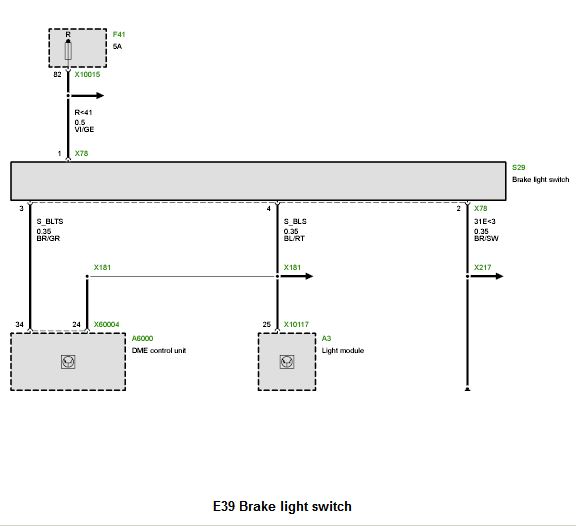 R
F41
5A
82 X10015
R<41
0.5
VI/GE
1 X78
S29
Brake light switch
3
4
2 X78
S_BLTS
0.35
BR/GR
S_BLS
0.35
BL/RT
31E<3
0.35
BR/SW
X181
X181
X217
34
24 X60004
25 X10117
A6000
DME control unit
A3
Light module
E39 Brake light switch